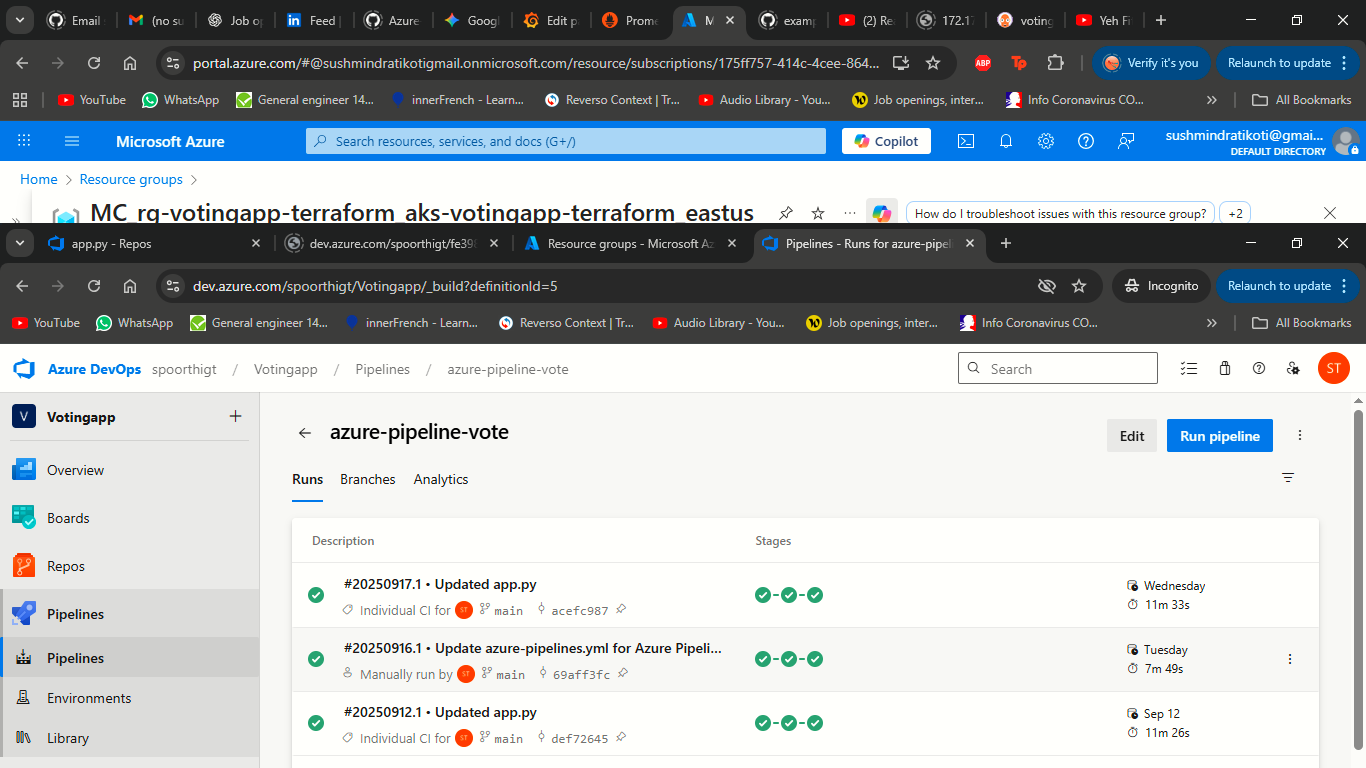 Email
(no su
Job op
Feed |
Azure
Googl
Edit pa
Prome
M
examp
(2) Rea
172.17
voting
Yeh Fi
portal.azure.com/#@sushmindratikotigmail.onmicrosoft.com/resource/subscriptions/175ff757-414c-4cee-864...
ABP
Tp
Verify it's you
Relaunch to update
YouTube
WhatsApp
General engineer 14...
innerFrench - Learn...
Reverso Context | Tr...
Audio Library - You...
Job openings, inter...
Info Coronavirus CO...
»
All Bookmarks
Microsoft Azure
Search resources, services, and docs (G+/)
Copilot
sushmindratikoti@gmai...
DEFAULT DIRECTORY
Home > Resource groups >
MC_rg-votingapp-terraform_aks-votingapp-terraform_eastus
...
How do I troubleshoot issues with this resource group?
+2
app.py - Repos
dev.azure.com/spoorthigt/fe398
Resource groups - Microsoft Az
Pipelines - Runs for azure-pipel
dev.azure.com/spoorthigt/Votingapp/_build?definitionId=5
Incognito
Relaunch to update
YouTube
WhatsApp
General engineer 14...
innerFrench - Learn...
Reverso Context | Tr...
Audio Library - You...
Job openings, inter...
Info Coronavirus CO...
»
All Bookmarks
Azure DevOps spoorthigt / Votingapp / Pipelines / azure-pipeline-vote
Search
ST
V Votingapp +
Overview
Boards
Repos
Pipelines
Pipelines
Environments
Library
azure-pipeline-vote
Edit
Run pipeline
Runs
Branches
Analytics
Description
Stages
#20250917.1 • Updated app.py
Individual CI for ST main acefc987
Wednesday
11m 33s
#20250916.1 • Update azure-pipelines.yml for Azure Pipeli...
Manually run by ST main 69aff3fc
Tuesday
7m 49s
#20250912.1 • Updated app.py
Individual CI for ST main def72645
Sep 12
11m 26s